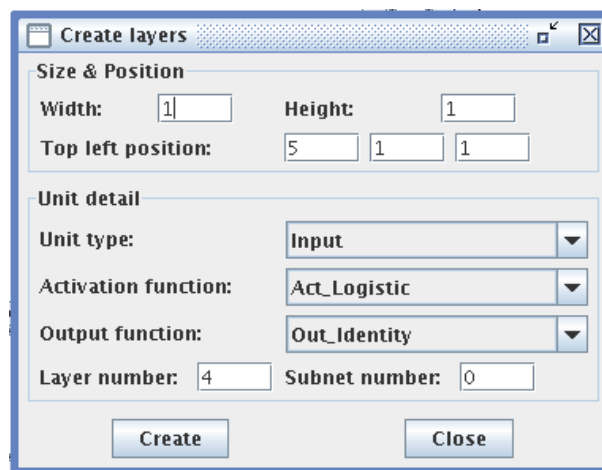 Create layers
Size & Position
Width: 1 Height: 1
Top left position: 5 1 1
Unit detail
Unit type: Input
Activation function: Act_Logistic
Output function: Out_Identity
Layer number: 4 Subnet number: 0
Create Close